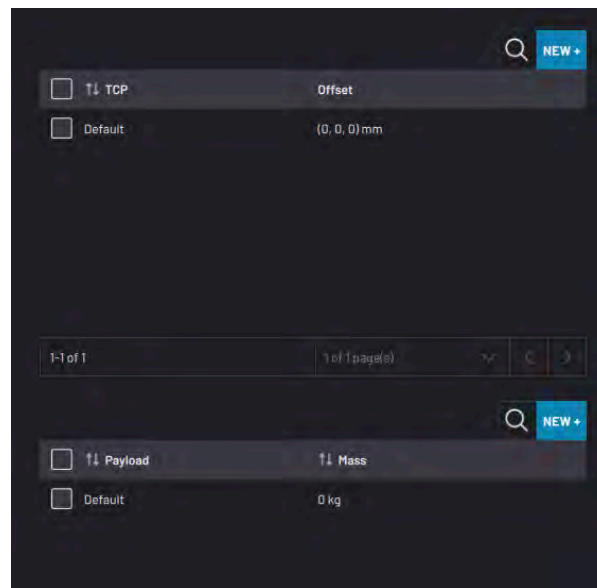 NEW +
TCP Offset
Default (0, 0, 0) mm
1-1 of 1 1 of 1 page(s)
NEW +
Payload Mass
Default 0 kg